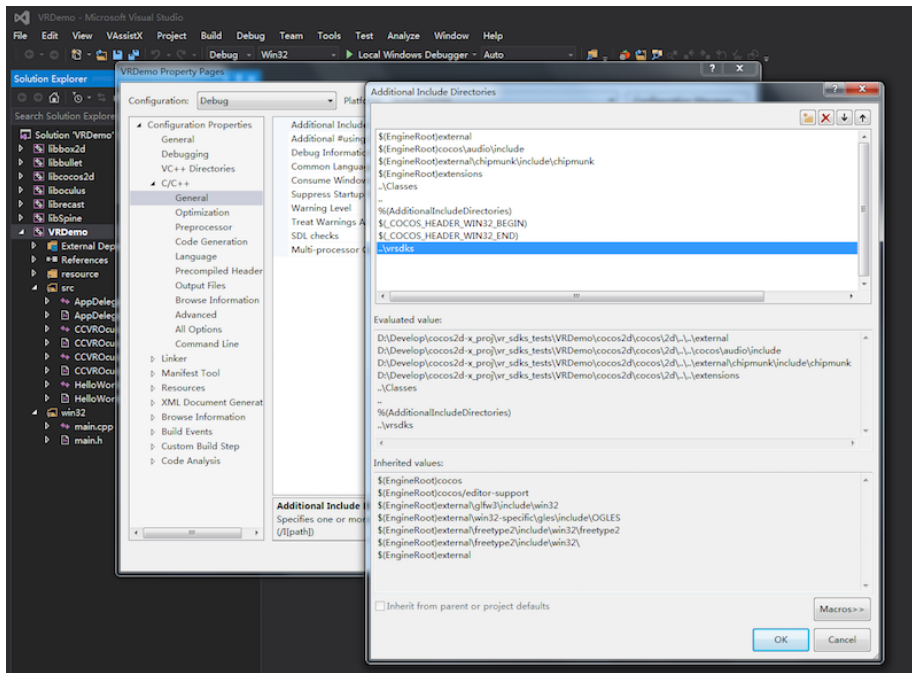 VRDemo - Microsoft Visual Studio
File Edit View VAssistX Project Build Debug Team Tools Test Analyze Window Help
Debug Win32 Local Windows Debugger Auto
Solution Explorer
Search Solution Explore
Solution 'VRDemo'
libbox2d
libbullet
libcocos2d
liboculus
librecast
libSpine
VRDemo
External Dep
References
resource
src
AppDeleg
AppDeleg
CCVROcu
CCVROcu
CCVROcu
CCVROcu
HelloWor
HelloWor
win32
main.cpp
main.h
VRDemo Property Pages
? X
Configuration: Debug
Platf
Configuration Properties
General
Debugging
VC++ Directories
C/C++
General
Optimization
Preprocessor
Code Generation
Language
Precompiled Header
Output Files
Browse Information
Advanced
All Options
Command Line
Linker
Manifest Tool
Resources
XML Document Generat
Browse Information
Build Events
Custom Build Step
Code Analysis
Additional Include
Additional #using
Debug Informatic
Common Langua
Consume Window
Suppress Startup
Warning Level
Treat Warnings A
SDL checks
Multi-processor C
Additional Include I
Specifies one or mor
(/I[path])
Additional Include Directories
? X
$(EngineRoot)external
$(EngineRoot)cocos\audio\include
$(EngineRoot)external\chipmunk\include\chipmunk
$(EngineRoot)extensions
..\Classes
..
%(AdditionalIncludeDirectories)
$(_COCOS_HEADER_WIN32_BEGIN)
$(_COCOS_HEADER_WIN32_END)
..\vrsdks
Evaluated value:
D:\Develop\cocos2d-x_proj\vr_sdks_tests\VRDemo\cocos2d\cocos\2d\..\..\external
D:\Develop\cocos2d-x_proj\vr_sdks_tests\VRDemo\cocos2d\cocos\2d\..\..\cocos\audio\include
D:\Develop\cocos2d-x_proj\vr_sdks_tests\VRDemo\cocos2d\cocos\2d\..\..\external\chipmunk\include\chipmunk
D:\Develop\cocos2d-x_proj\vr_sdks_tests\VRDemo\cocos2d\cocos\2d\..\..\extensions
..\Classes
..
%(AdditionalIncludeDirectories)
..\vrsdks
Inherited values:
$(EngineRoot)cocos
$(EngineRoot)cocos/editor-support
$(EngineRoot)external\glfw3\include\win32
$(EngineRoot)external\win32-specific\gles\include\OGLES
$(EngineRoot)external\freetype2\include\win32\freetype2
$(EngineRoot)external\freetype2\include\win32\
$(EngineRoot)external
Inherit from parent or project defaults
Macros>>
OK Cancel